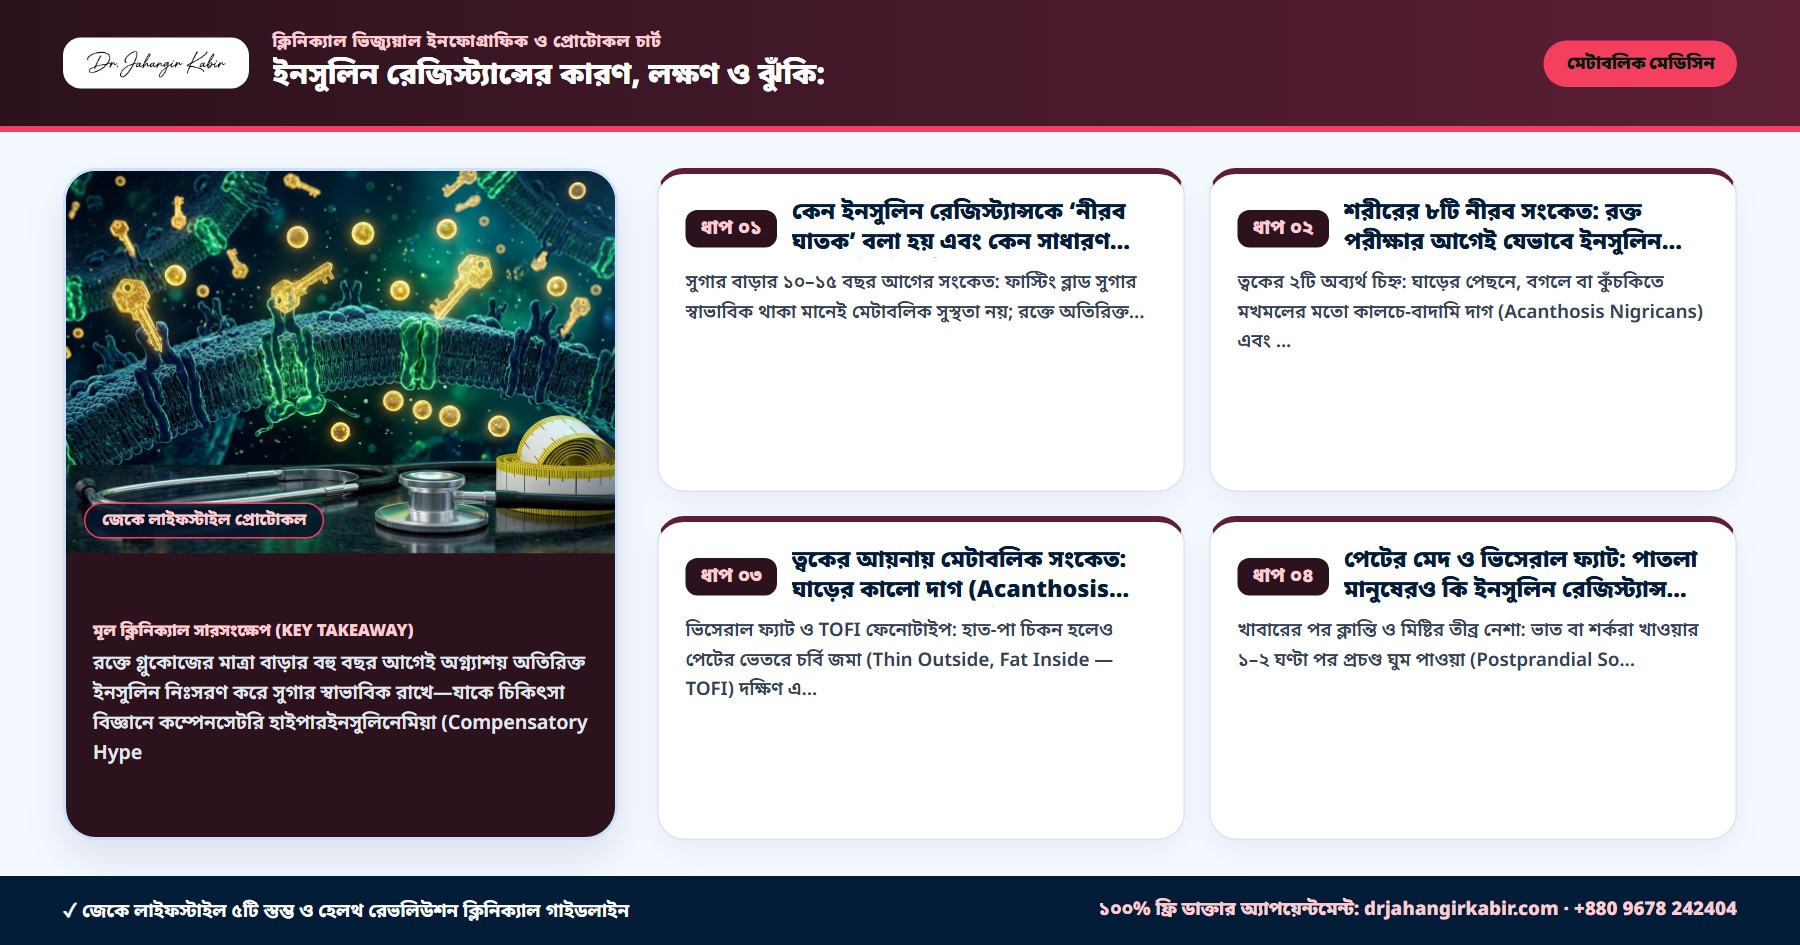 Dr. Jahangir Kabir
ক্লিনিক্যাল ভিজ্যুয়াল ইনফোগ্রাফিক ও প্রোটোকল চার্ট
ইনসুলিন রেজিস্ট্যান্সের কারণ, লক্ষণ ও ঝুঁকি:
মেটাবলিক মেডিসিন
জেকে লাইফস্টাইল প্রোটোকল
মূল ক্লিনিক্যাল সারসংক্ষেপ (KEY TAKEAWAY)
রক্তে গ্লুকোজের মাত্রা বাড়ার বহু বছর আগেই অগ্ন্যাশয় অতিরিক্ত
ইনসুলিন নিঃসরণ করে সুগার স্বাভাবিক রাখে—যাকে চিকিৎসা
বিজ্ঞানে কম্পেনসেটরি হাইপারইনসুলিনেমিয়া (Compensatory
Hype
ধাপ ০১
কেন ইনসুলিন রেজিস্ট্যান্সকে ‘নীরব
ঘাতক’ বলা হয় এবং কেন সাধারণ...
সুগার বাড়ার ১০–১৫ বছর আগের সংকেত: ফাস্টিং ব্লাড সুগার
স্বাভাবিক থাকা মানেই মেটাবলিক সুস্থতা নয়; রক্তে অতিরিক্ত...
ধাপ ০২
শরীরের ৮টি নীরব সংকেত: রক্ত
পরীক্ষার আগেই যেভাবে ইনসুলিন...
ত্বকের ২টি অব্যর্থ চিহ্ন: ঘাড়ের পেছনে, বগলে বা কুঁচকিতে
মখমলের মতো কালচে-বাদামি দাগ (Acanthosis Nigricans)
এবং ...
ধাপ ০৩
ত্বকের আয়নায় মেটাবলিক সংকেত:
ঘাড়ের কালো দাগ (Acanthosis...
ভিসেরাল ফ্যাট ও TOFI ফেনোটাইপ: হাত-পা চিকন হলেও
পেটের ভেতরে চর্বি জমা (Thin Outside, Fat Inside —
TOFI) দক্ষিণ এ...
ধাপ ০৪
পেটের মেদ ও ভিসেরাল ফ্যাট: পাতলা
মানুষেরও কি ইনসুলিন রেজিস্ট্যান্স...
খাবারের পর ক্লান্তি ও মিষ্টির তীব্র নেশা: ভাত বা শর্করা খাওয়ার
১–২ ঘণ্টা পর প্রচণ্ড ঘুম পাওয়া (Postprandial So...
✓ জেকে লাইফস্টাইল ৫টি স্তম্ভ ও হেলথ রেভলিউশন ক্লিনিক্যাল গাইডলাইন
১০০% ফ্রি ডাক্তার অ্যাপয়েন্টমেন্ট: drjahangirkabir.com · +880 9678 242404